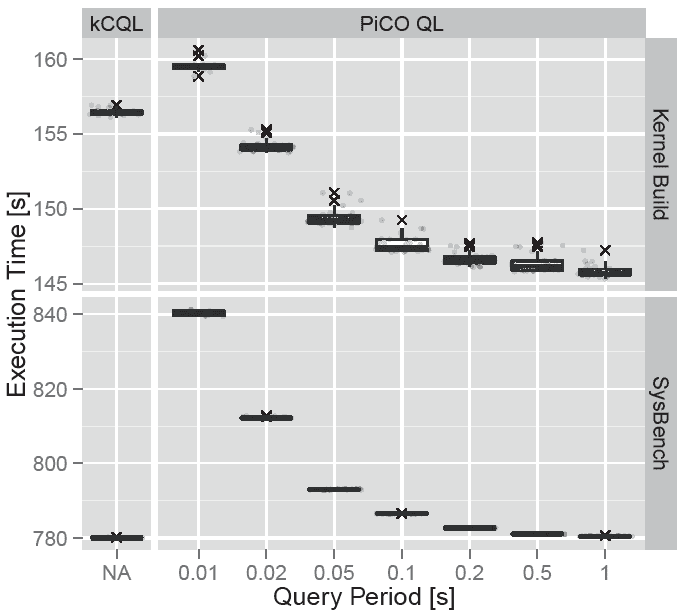 kCQL PiCO QL
160
155
150
145
Kernel Build
Execution Time [s]
840
820
800
780
SysBench
NA 0.01 0.02 0.05 0.1 0.2 0.5 1
Query Period [s]